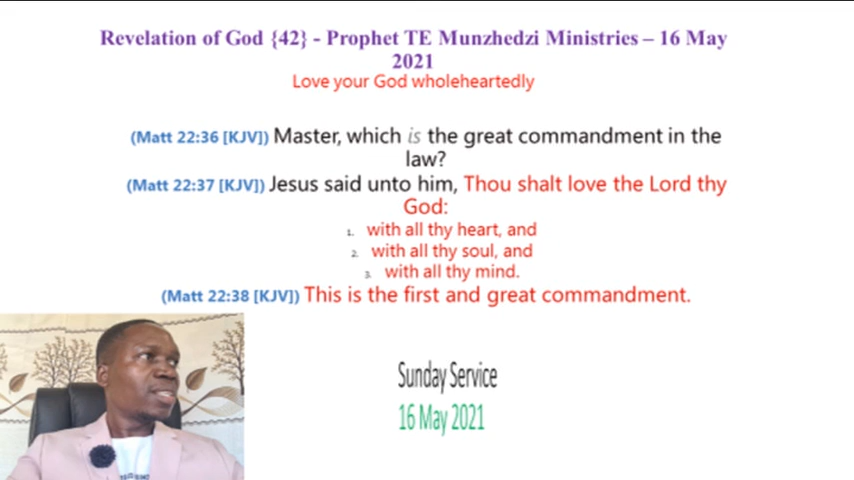 Revelation of God {42} - Prophet TE Munzhedzi Ministries – 16 May
2021
Love your God wholeheartedly
(Matt 22:36 [KJV]) Master, which is the great commandment in the
law?
(Matt 22:37 [KJV]) Jesus said unto him, Thou shalt love the Lord thy
God:
1. with all thy heart, and
2. with all thy soul, and
3. with all thy mind.
(Matt 22:38 [KJV]) This is the first and great commandment.
Sunday Service
16 May 2021